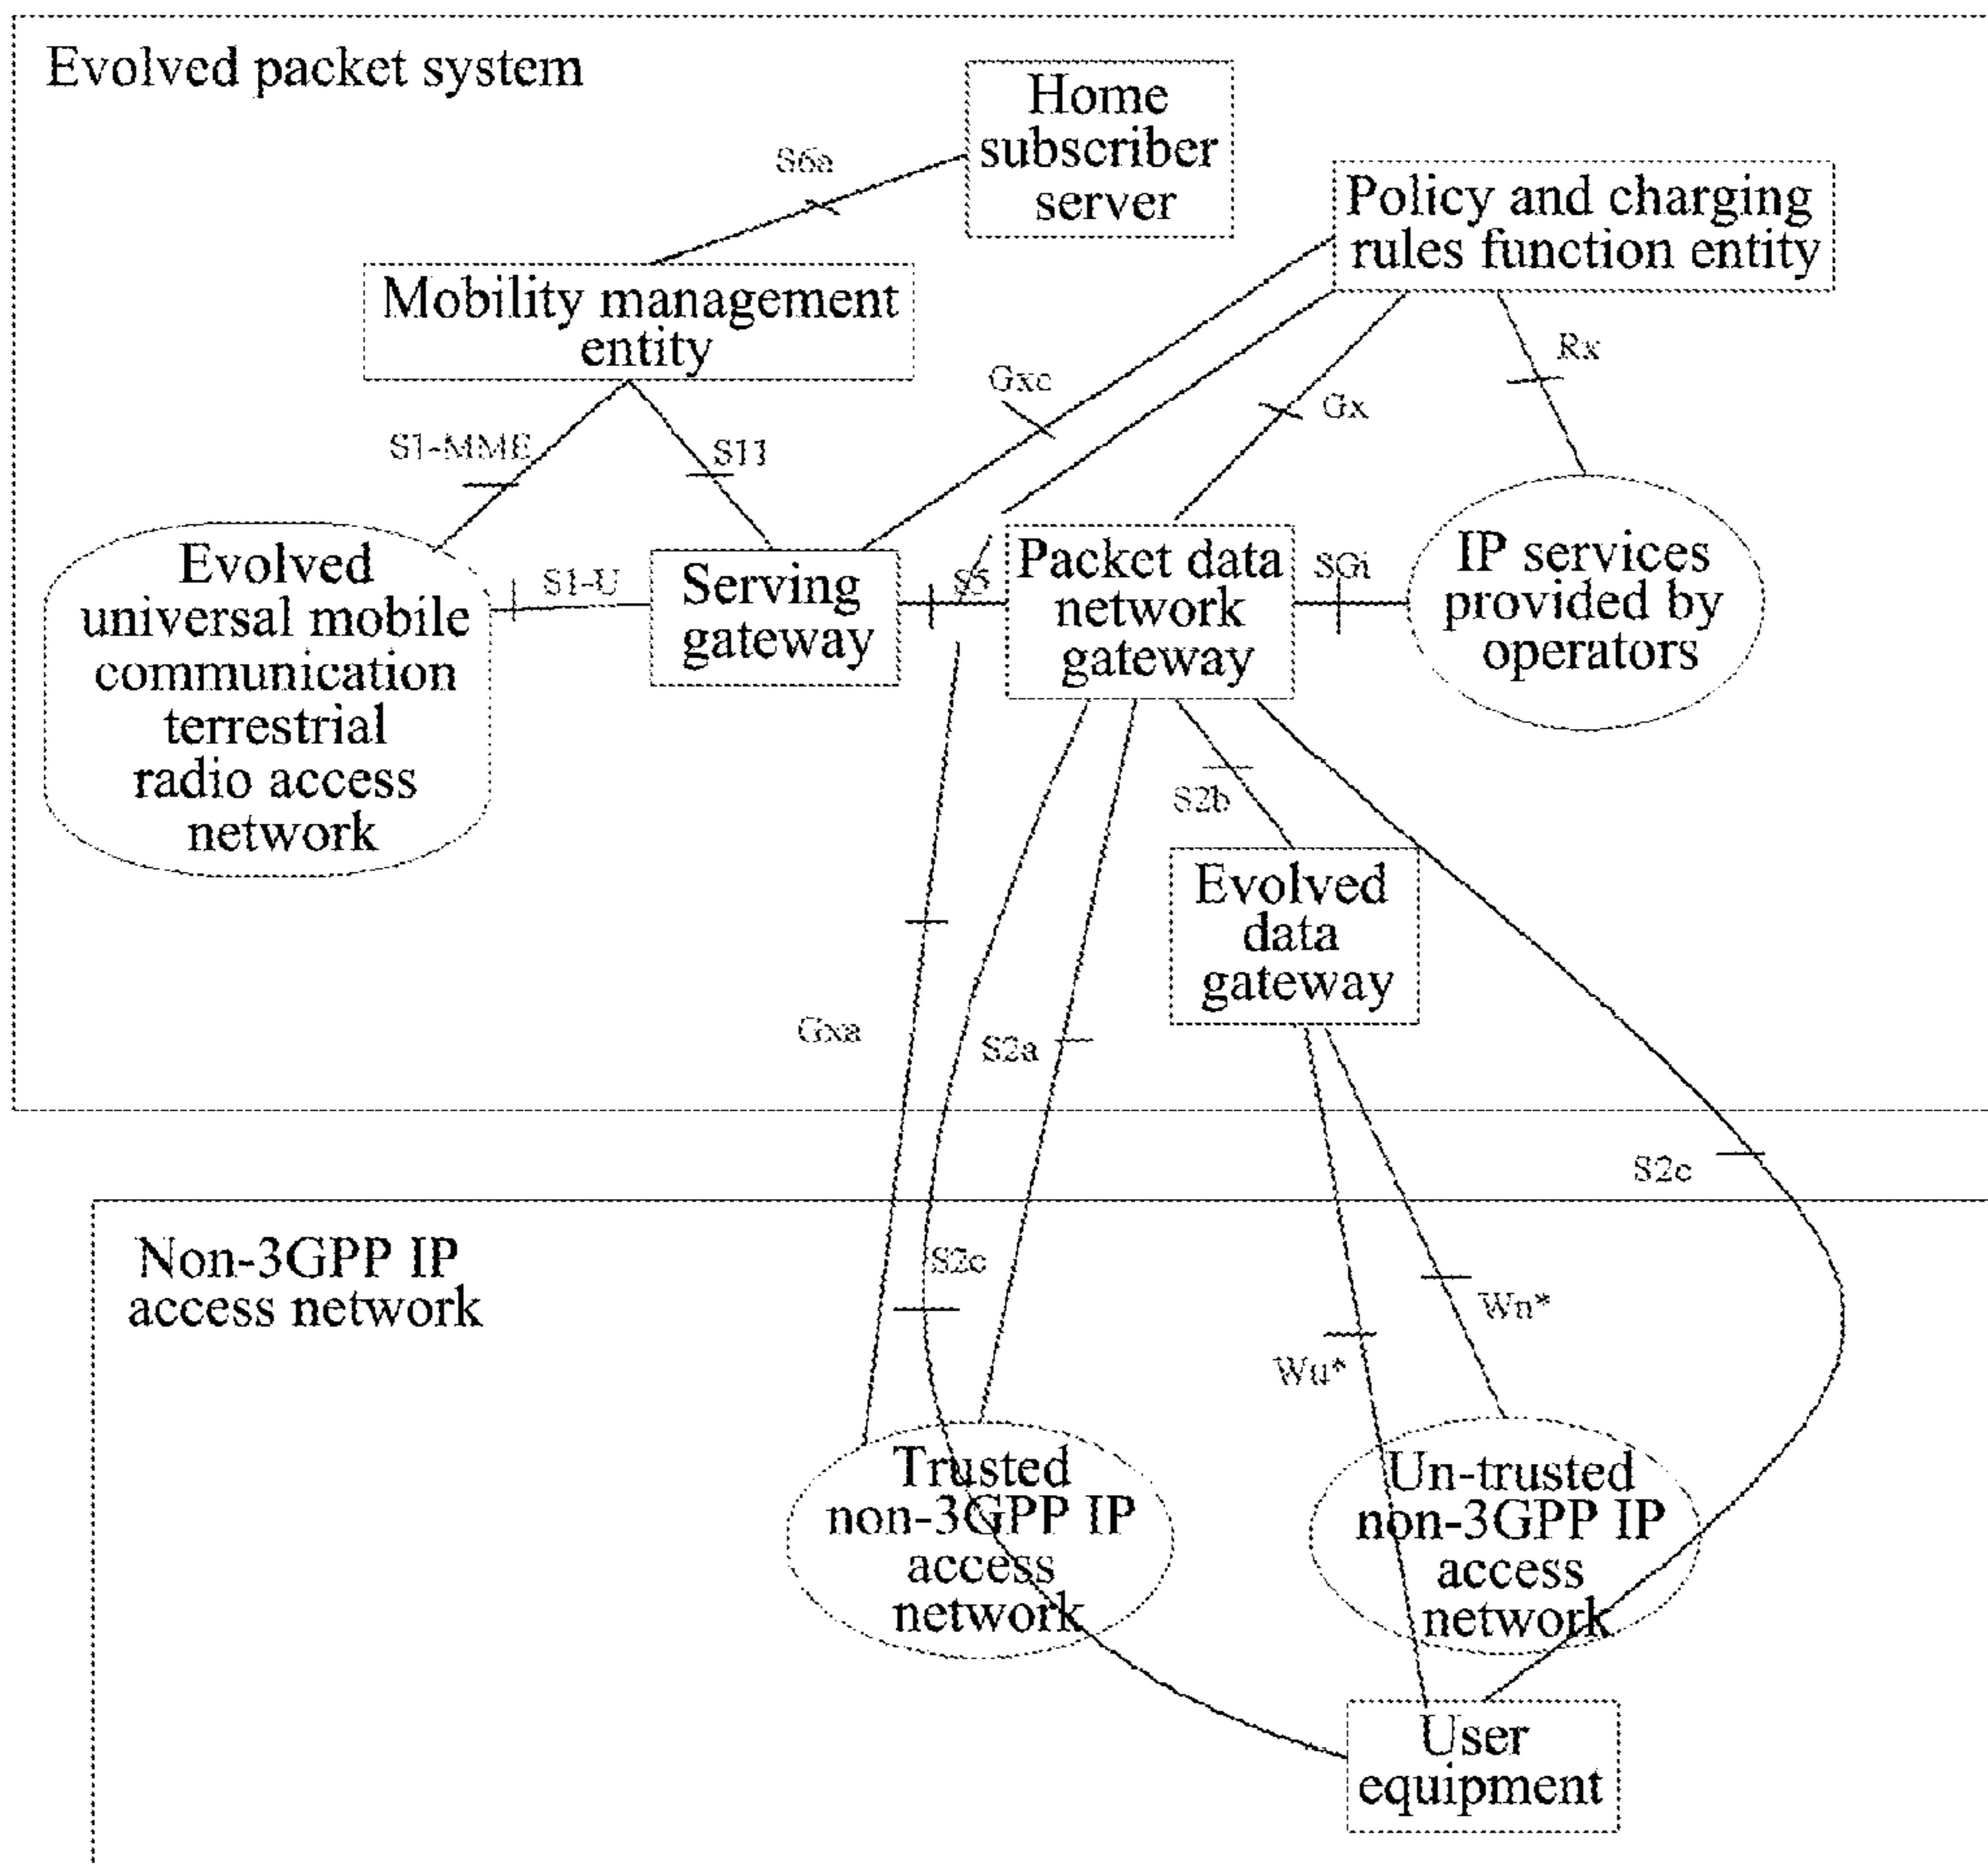 Evolved packet system
Home
subscriber
server
S6a
Policy and charging
rules function entity
Mobility management
entity
Rx
Gxc
Gx
S1-MME
S11
Evolved
universal mobile
communication
terrestrial
radio access
network
S1-U
Serving
gateway
S5
Packet data
network
gateway
SGi
IP services
provided by
operators
S2b
Evolved
data
gateway
Gxa
S2a
S2c
Non-3GPP IP
access network
S2c
Wn*
Wu*
Trusted
non-3GPP IP
access
network
Un-trusted
non-3GPP IP
access
network
User
equipment